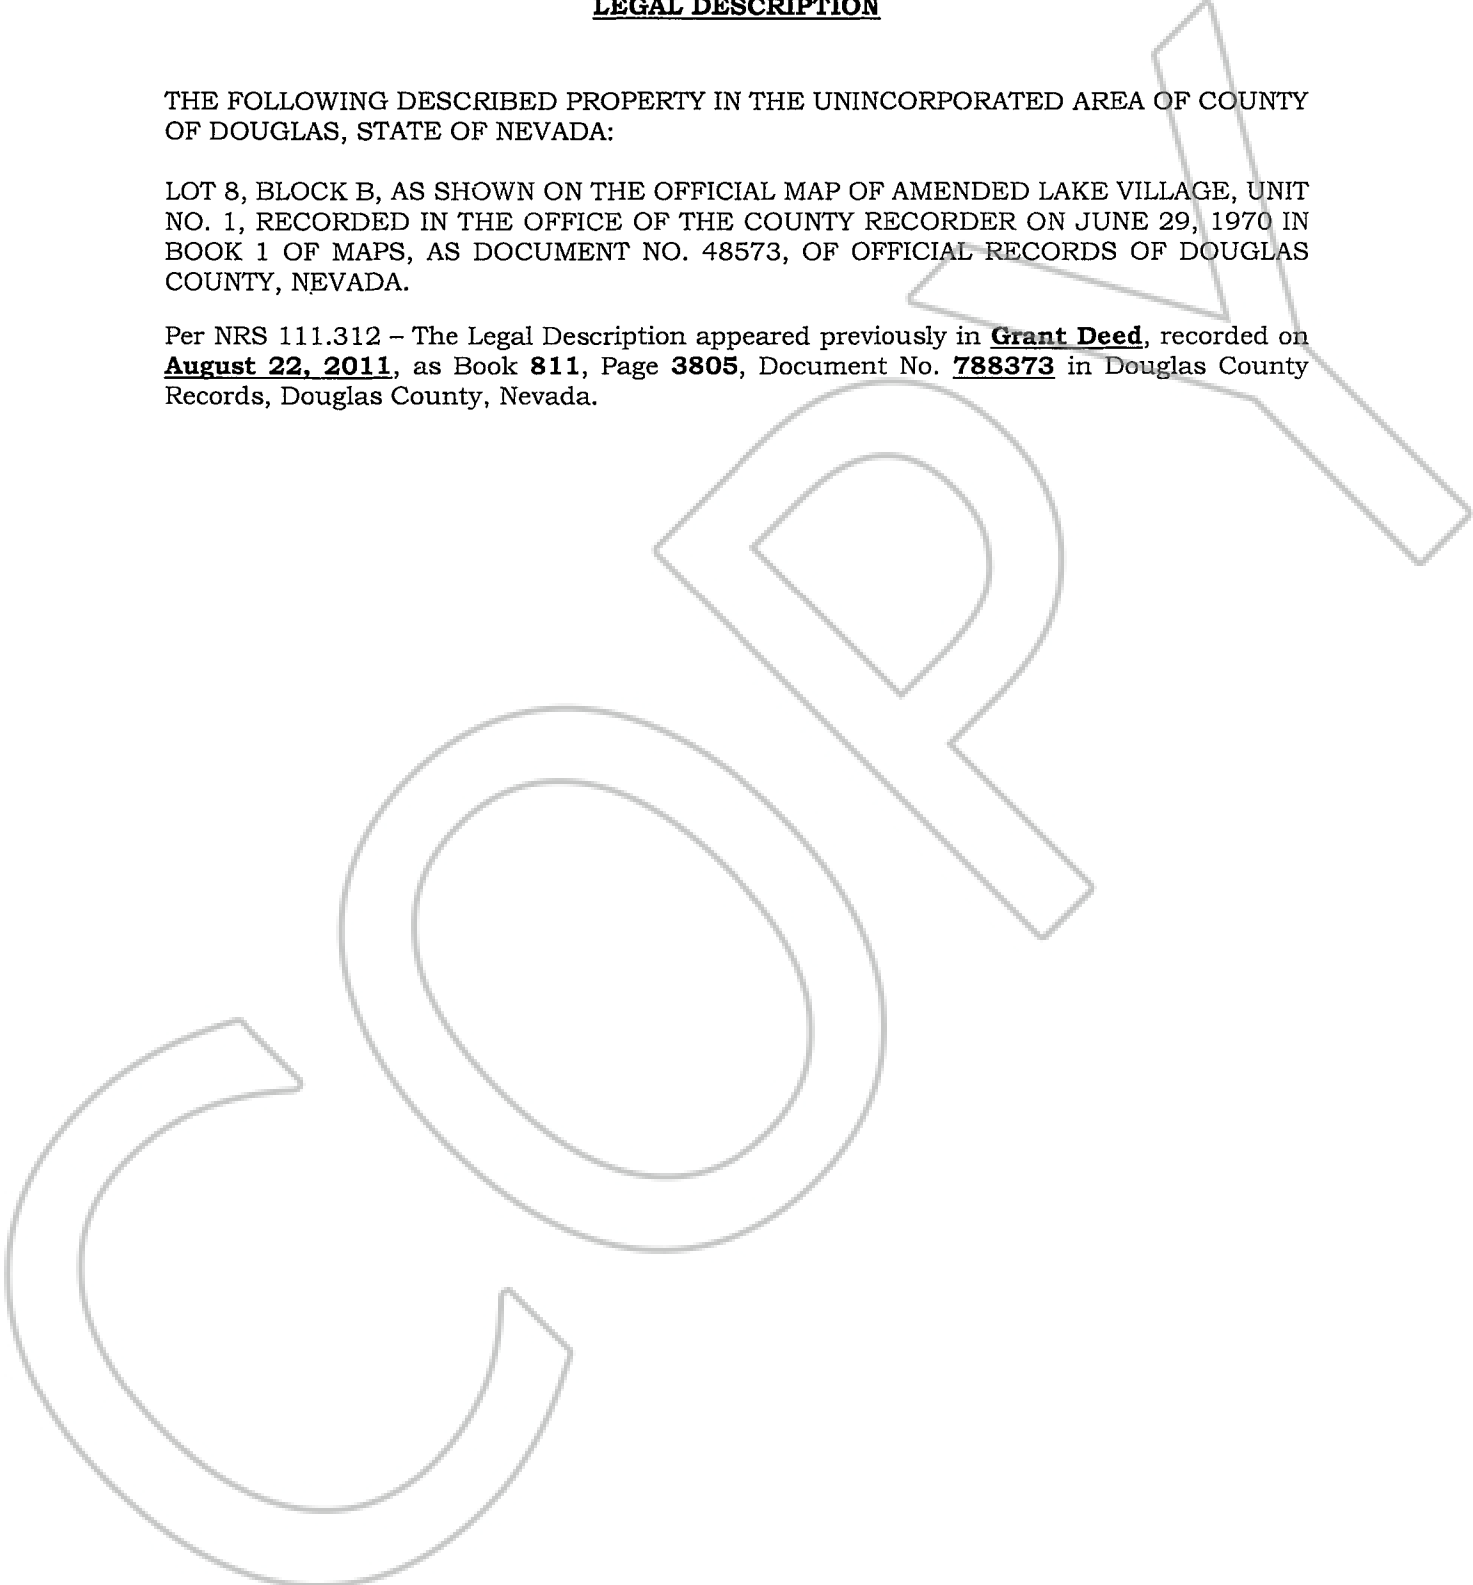 LEGAL DESCRIPTION
THE FOLLOWING DESCRIBED PROPERTY IN THE UNINCORPORATED AREA OF COUNTY
OF DOUGLAS, STATE OF NEVADA:
LOT 8, BLOCK B, AS SHOWN ON THE OFFICIAL MAP OF AMENDED LAKE VILLAGE, UNIT
NO. 1, RECORDED IN THE OFFICE OF THE COUNTY RECORDER ON JUNE 29, 1970 IN
BOOK 1 OF MAPS, AS DOCUMENT NO. 48573, OF OFFICIAL RECORDS OF DOUGLAS
COUNTY, NEVADA.
Per NRS 111.312 – The Legal Description appeared previously in Grant Deed, recorded on
August 22, 2011, as Book 811, Page 3805, Document No. 788373 in Douglas County
Records, Douglas County, Nevada.
COPY